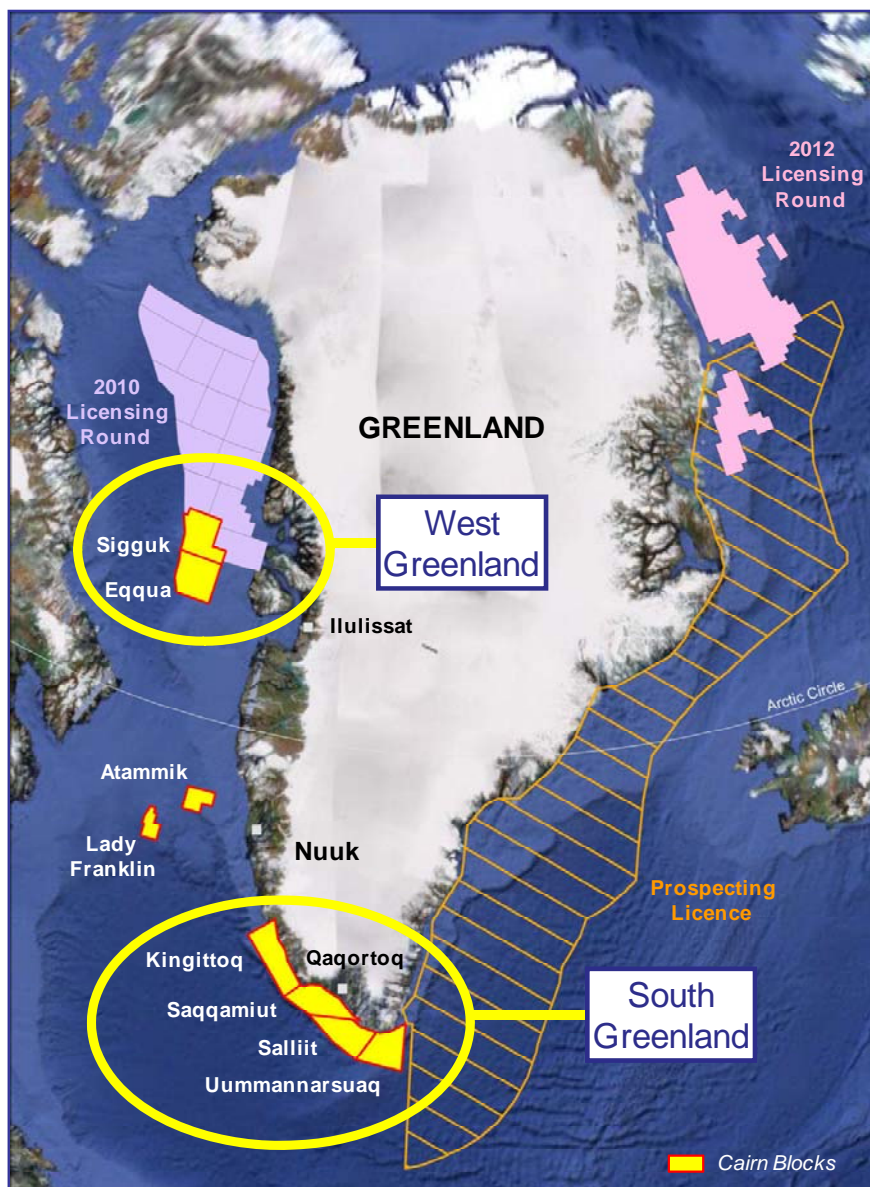 2012
Licensing
Round
2010
Licensing
Round
GREENLAND
West
Greenland
Sigguk
Eqqua
Ilulissat
Arctic Circle
Atammik
Lady
Franklin
Nuuk
Prospecting
Licence
Kingittoq
Qaqortoq
Saqqamiut
South
Greenland
Salliit
Uummannarsuaq
Cairn Blocks